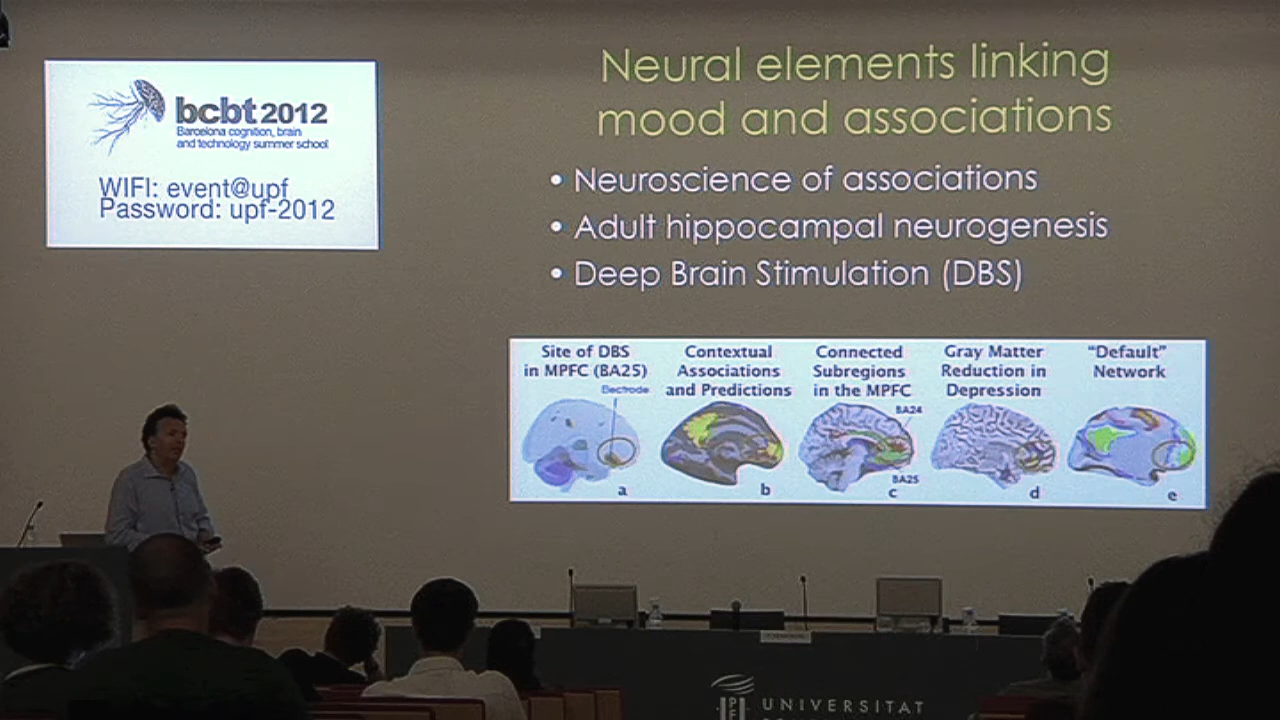 bcbt2012
Barcelona cognition, brain
and technology summer school
WIFI: event@upf
Password: upf-2012
Neural elements linking
mood and associations
• Neuroscience of associations
• Adult hippocampal neurogenesis
• Deep Brain Stimulation (DBS)
Site of DBS
in MPFC (BA25)
Electrode
a
Contextual
Associations
and Predictions
b
Connected
Subregions
in the MPFC
BA24
BA25
c
Gray Matter
Reduction in
Depression
d
"Default"
Network
e
UNIVERSITAT